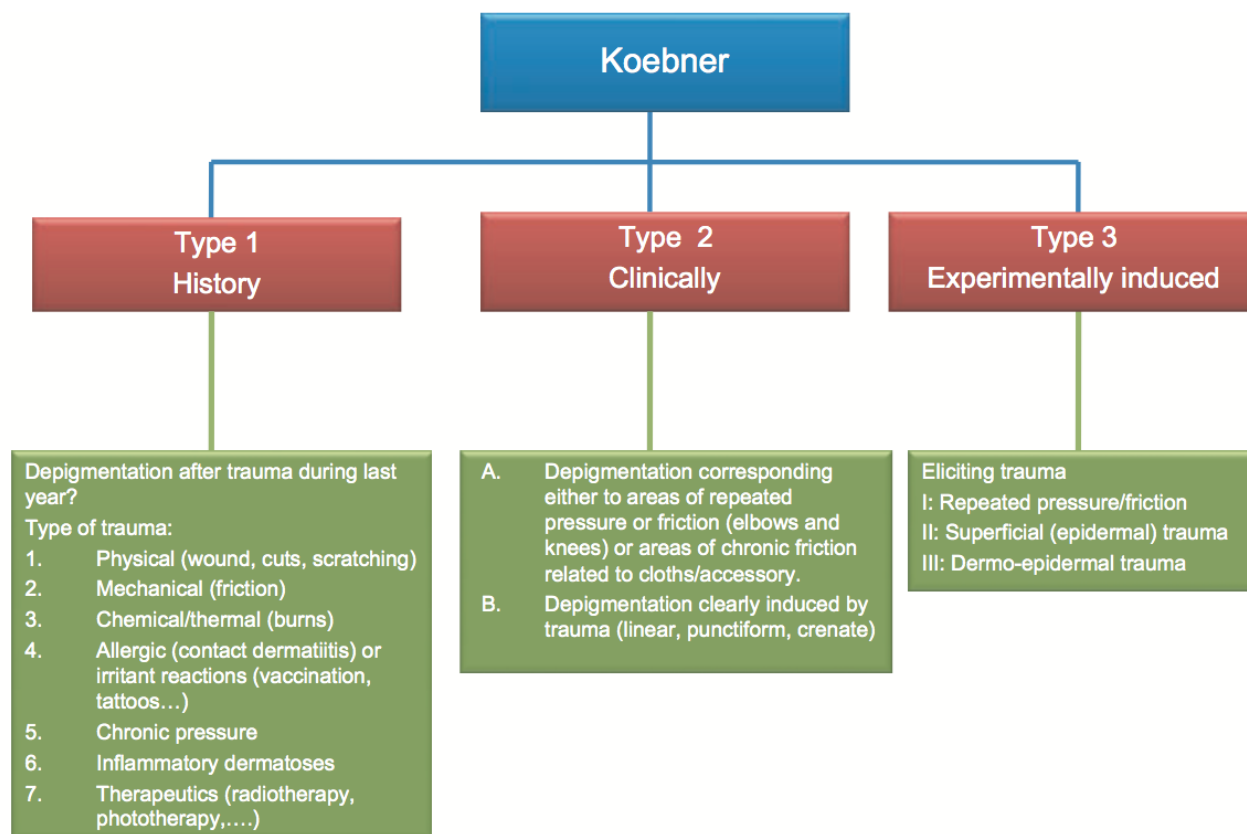 Koebner
Type 1
History
Type 2
Clinically
Type 3
Experimentally induced
Depigmentation after trauma during last
year?
Type of trauma:
1. Physical (wound, cuts, scratching)
2. Mechanical (friction)
3. Chemical/thermal (burns)
4. Allergic (contact dermatiitis) or
irritant reactions (vaccination,
tattoos…)
5. Chronic pressure
6. Inflammatory dermatoses
7. Therapeutics (radiotherapy,
phototherapy,….)
A. Depigmentation corresponding
either to areas of repeated
pressure or friction (elbows and
knees) or areas of chronic friction
related to cloths/accessory.
B. Depigmentation clearly induced by
trauma (linear, punctiform, crenate)
Eliciting trauma
I: Repeated pressure/friction
II: Superficial (epidermal) trauma
III: Dermo-epidermal trauma